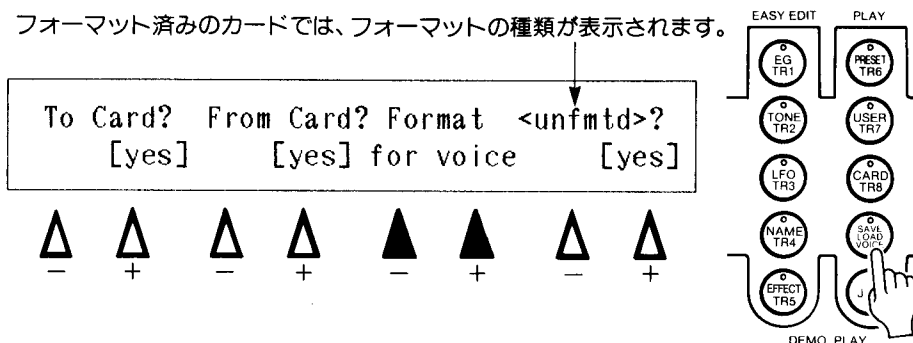 フォーマット済みのカードでは、フォーマットの種類が表示されます。
To Card? From Card? Format <unfmtd>?
[yes] [yes] for voice [yes]
− + − + − + − +
EASY EDIT PLAY
EG TR1
PRESET TR6
TONE TR2
USER TR7
LFO TR3
CARD TR8
NAME TR4
SAVE LOAD VOICE
EFFECT TR5
J
DEMO PLAY